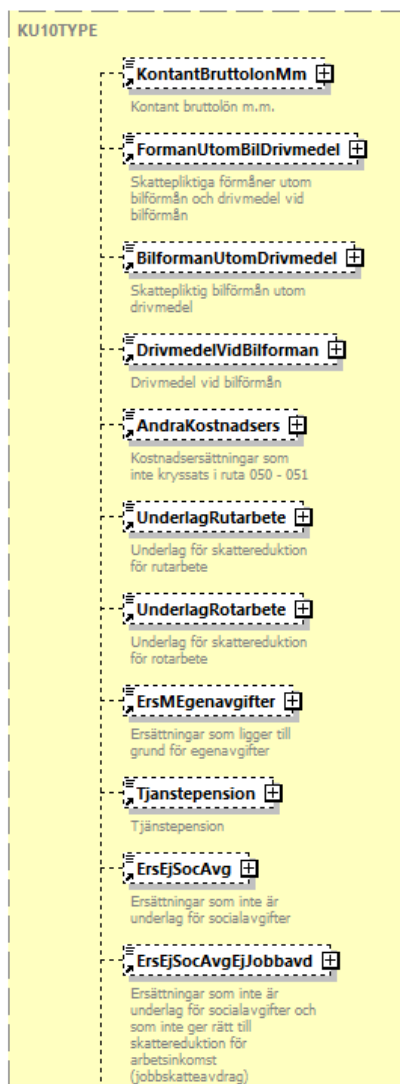 KU10TYPE
KontantBruttolonMm
Kontant bruttolön m.m.
FormanUtomBilDrivmedel
Skattepliktiga förmåner utom
bilförmån och drivmedel vid
bilförmån
BilformanUtomDrivmedel
Skattepliktig bilförmån utom
drivmedel
DrivmedelVidBilforman
Drivmedel vid bilförmån
AndraKostnadsers
Kostnadsersättningar som
inte kryssats i ruta 050 - 051
UnderlagRutarbete
Underlag för skattereduktion
för rutarbete
UnderlagRotarbete
Underlag för skattereduktion
för rotarbete
ErsMEgenavgifter
Ersättningar som ligger till
grund för egenavgifter
Tjanstepension
Tjänstepension
ErsEjSocAvg
Ersättningar som inte är
underlag för socialavgifter
ErsEjSocAvgEjJobbavd
Ersättningar som inte är
underlag för socialavgifter och
som inte ger rätt till
skattereduktion för
arbetsinkomst
(jobbskatteavdrag)